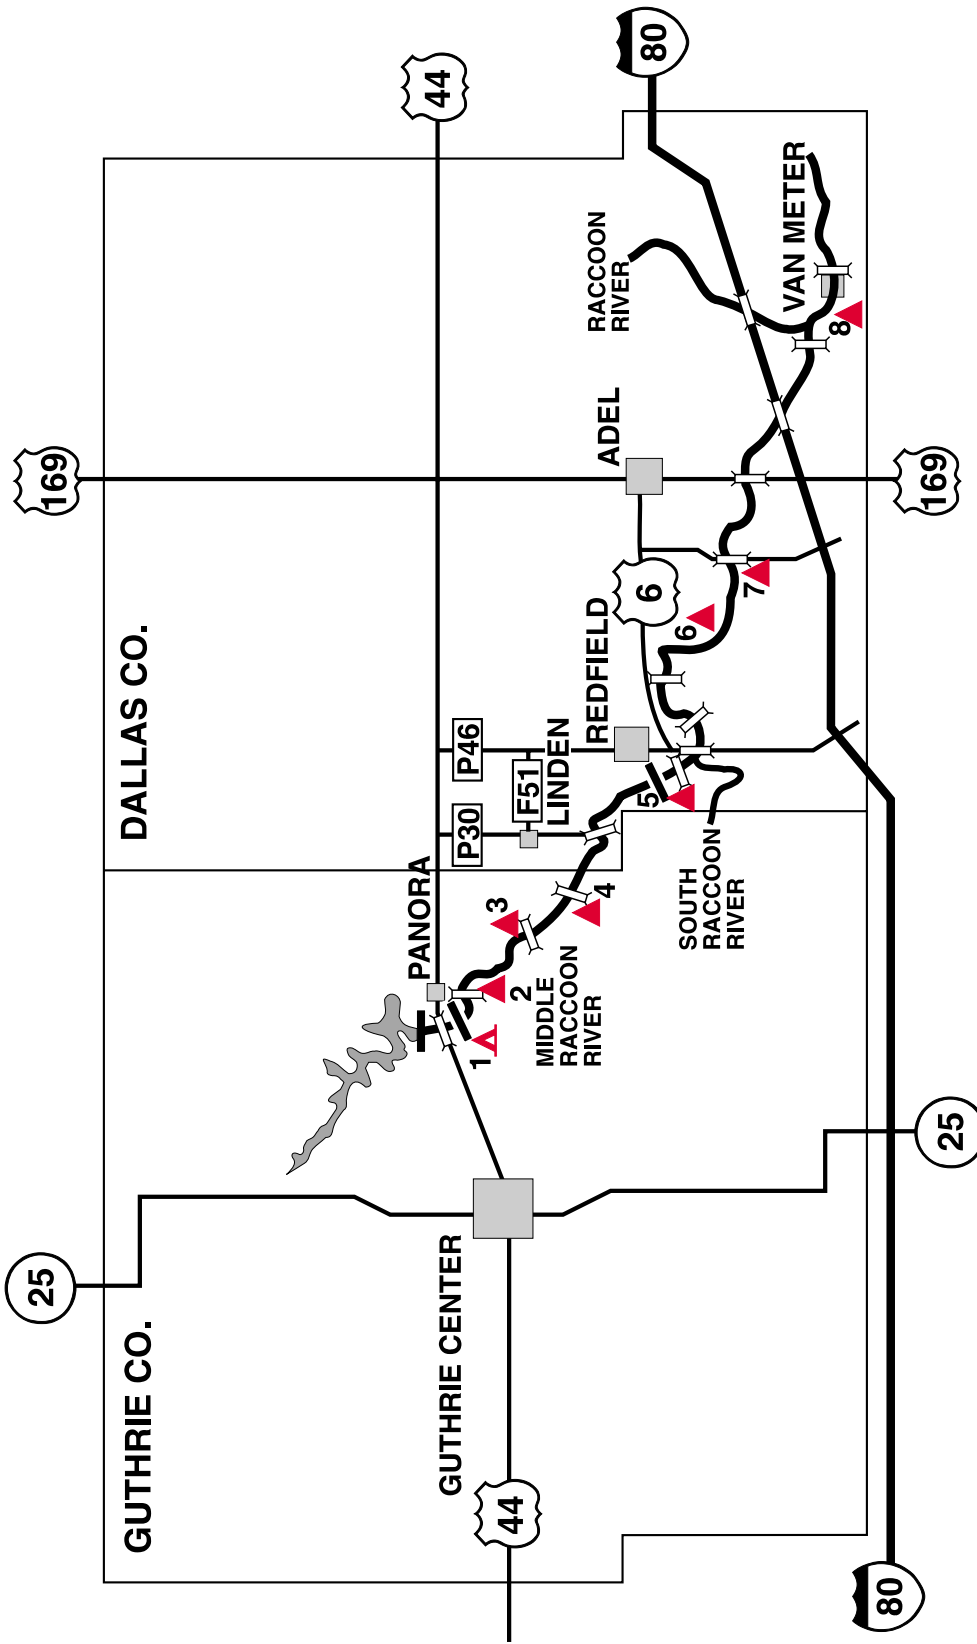 GUTHRIE CO.
DALLAS CO.
25
169
44
44
GUTHRIE CENTER
PANORA
P30
P46
F51
LINDEN
REDFIELD
6
ADEL
RACCOON
RIVER
80
VAN METER
1
2
3
4
5
6
7
8
MIDDLE
RACCOON
RIVER
SOUTH
RACCOON
RIVER
80
25
169